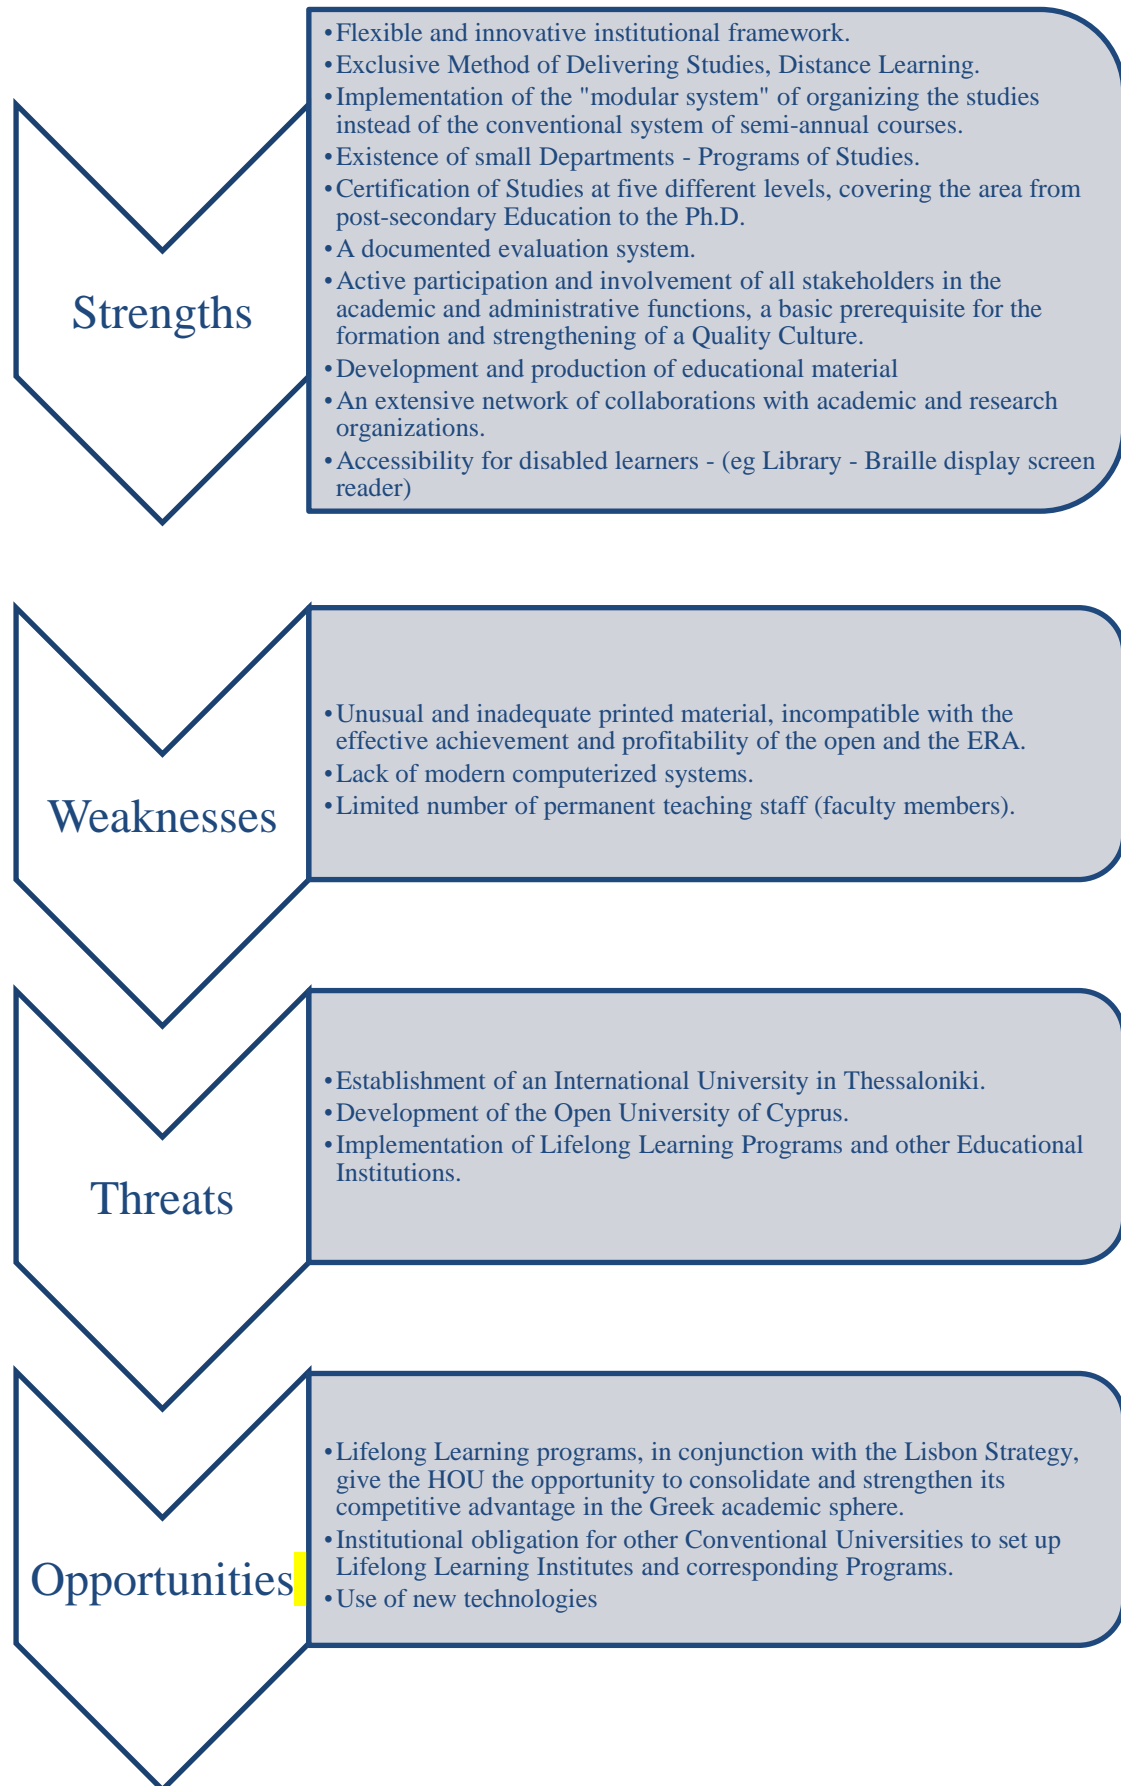 Strengths
•Flexible and innovative institutional framework.
•Exclusive Method of Delivering Studies, Distance Learning.
•Implementation of the "modular system" of organizing the studies
instead of the conventional system of semi-annual courses.
•Existence of small Departments - Programs of Studies.
•Certification of Studies at five different levels, covering the area from
post-secondary Education to the Ph.D.
•A documented evaluation system.
•Active participation and involvement of all stakeholders in the
academic and administrative functions, a basic prerequisite for the
formation and strengthening of a Quality Culture.
•Development and production of educational material
•An extensive network of collaborations with academic and research
organizations.
•Accessibility for disabled learners - (eg Library - Braille display screen
reader)
Weaknesses
•Unusual and inadequate printed material, incompatible with the
effective achievement and profitability of the open and the ERA.
•Lack of modern computerized systems.
•Limited number of permanent teaching staff (faculty members).
Threats
•Establishment of an International University in Thessaloniki.
•Development of the Open University of Cyprus.
•Implementation of Lifelong Learning Programs and other Educational
Institutions.
Opportunities
•Lifelong Learning programs, in conjunction with the Lisbon Strategy,
give the HOU the opportunity to consolidate and strengthen its
competitive advantage in the Greek academic sphere.
•Institutional obligation for other Conventional Universities to set up
Lifelong Learning Institutes and corresponding Programs.
•Use of new technologies